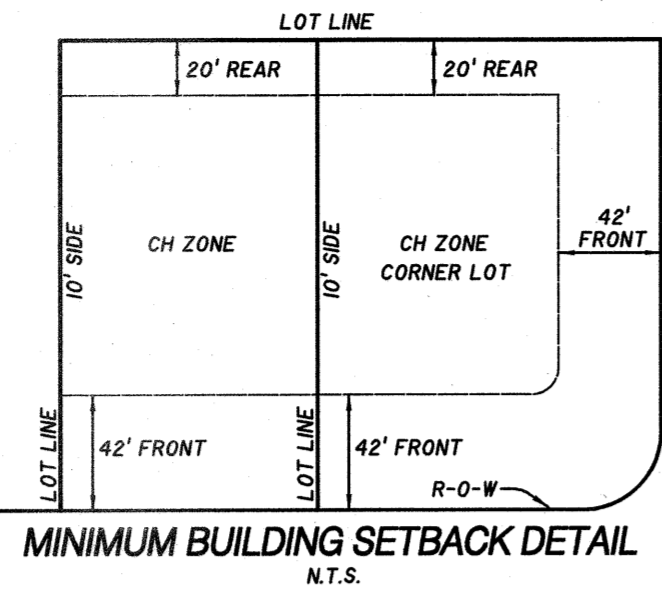 LOT LINE
20' REAR
20' REAR
10' SIDE
CH ZONE
10' SIDE
CH ZONE
CORNER LOT
42'
FRONT
LOT LINE
42' FRONT
LOT LINE
42' FRONT
R-O-W
MINIMUM BUILDING SETBACK DETAIL
N.T.S.